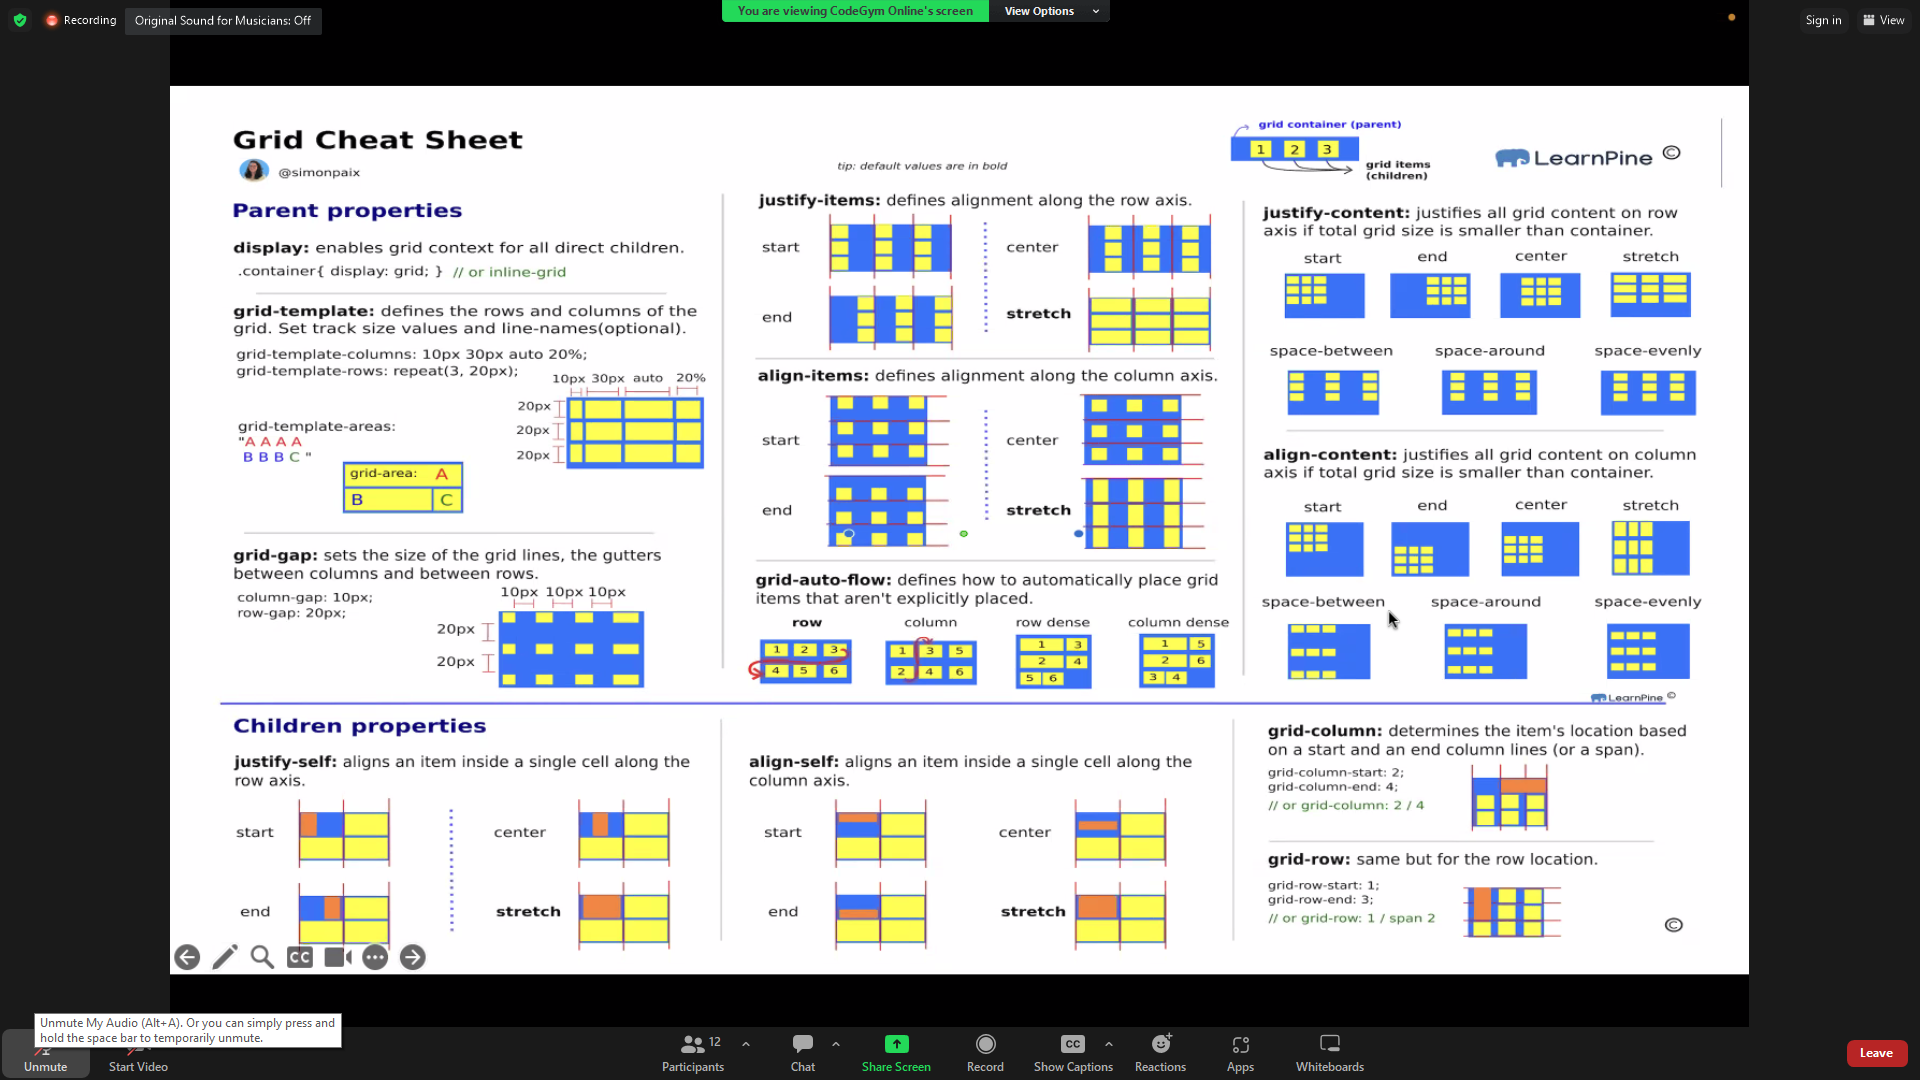 Recording
Original Sound for Musicians: Off
You are viewing CodeGym Online's screen
View Options
Sign in
View
Grid Cheat Sheet
@simonpaix
tip: default values are in bold
grid container (parent)
1 2 3
grid items
(children)
LearnPine ©
Parent properties
display: enables grid context for all direct children.
.container{ display: grid; } // or inline-grid
grid-template: defines the rows and columns of the
grid. Set track size values and line-names(optional).
grid-template-columns: 10px 30px auto 20%;
grid-template-rows: repeat(3, 20px);
10px 30px auto 20%
20px
20px
20px
grid-template-areas:
"A A A A
B B B C "
grid-area: A
B C
grid-gap: sets the size of the grid lines, the gutters
between columns and between rows.
column-gap: 10px;
row-gap: 20px;
10px 10px 10px
20px
20px
justify-items: defines alignment along the row axis.
start
center
end
stretch
align-items: defines alignment along the column axis.
start
center
end
stretch
grid-auto-flow: defines how to automatically place grid
items that aren't explicitly placed.
row column row dense column dense
1 2 3
4 5 6
1 3 5
2 4 6
1 3
2 4
5 6
1 5
2 6
3 4
justify-content: justifies all grid content on row
axis if total grid size is smaller than container.
start end center stretch
space-between space-around space-evenly
align-content: justifies all grid content on column
axis if total grid size is smaller than container.
start end center stretch
space-between space-around space-evenly
LearnPine ©
Children properties
justify-self: aligns an item inside a single cell along the
row axis.
start
center
end
stretch
align-self: aligns an item inside a single cell along the
column axis.
start
center
end
stretch
grid-column: determines the item's location based
on a start and an end column lines (or a span).
grid-column-start: 2;
grid-column-end: 4;
// or grid-column: 2 / 4
grid-row: same but for the row location.
grid-row-start: 1;
grid-row-end: 3;
// or grid-row: 1 / span 2
©
CC
Unmute My Audio (Alt+A). Or you can simply press and
hold the space bar to temporarily unmute.
Unmute
Start Video
12
Participants
Chat
Share Screen
Record
CC
Show Captions
Reactions
Apps
Whiteboards
Leave